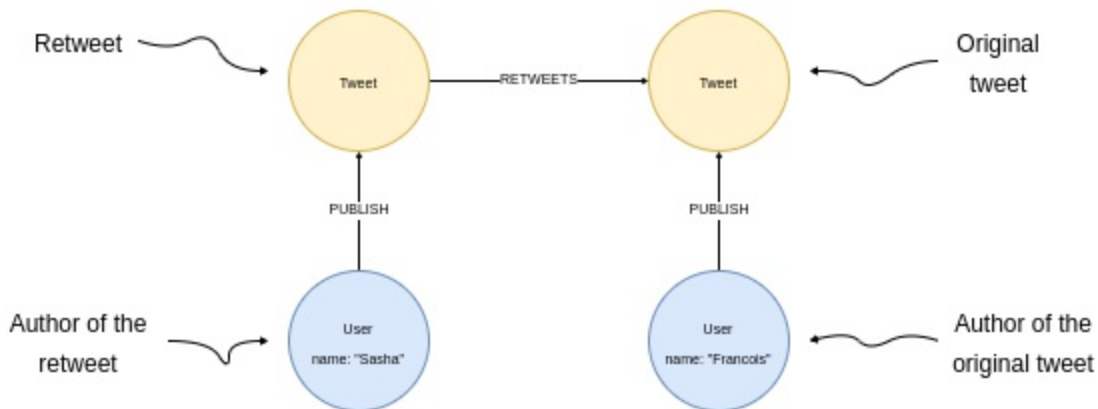 Retweet
Tweet
RETWEETS
Tweet
Original
tweet
PUBLISH
PUBLISH
Author of the
retweet
User
name: "Sasha"
User
name: "Francois"
Author of the
original tweet